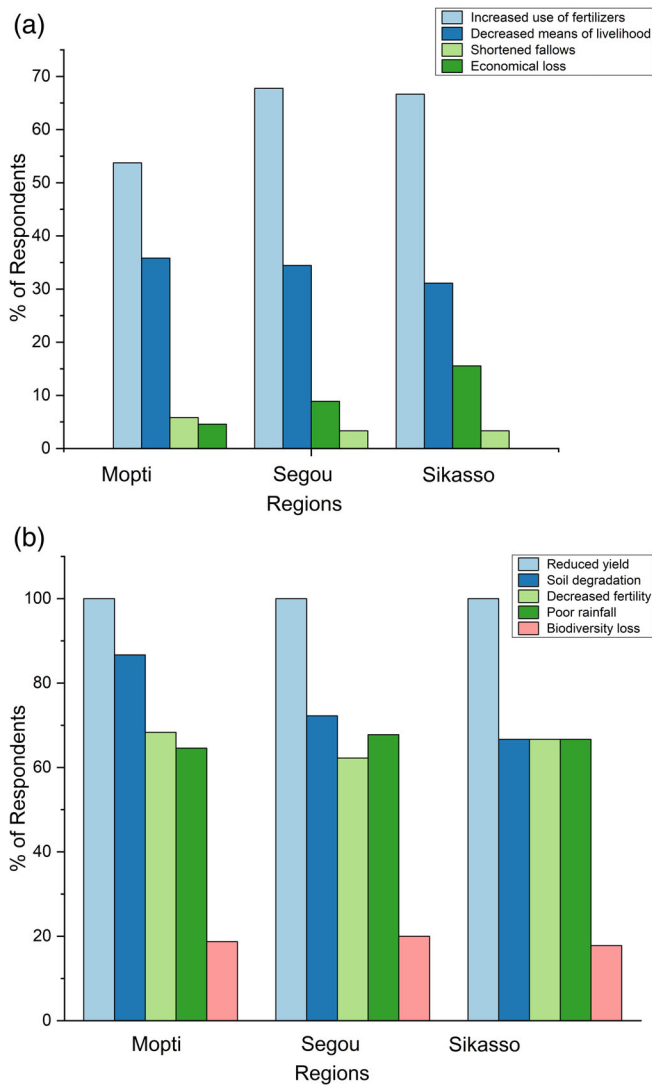 (a)
Increased use of fertilizers
Decreased means of livelihood
Shortened fallows
Economical loss
70
60
50
40
30
20
10
0
% of Respondents
Mopti Segou Sikasso
Regions
(b)
Reduced yield
Soil degradation
Decreased fertility
Poor rainfall
Biodiversity loss
100
80
60
40
20
0
% of Respondents
Mopti Segou Sikasso
Regions